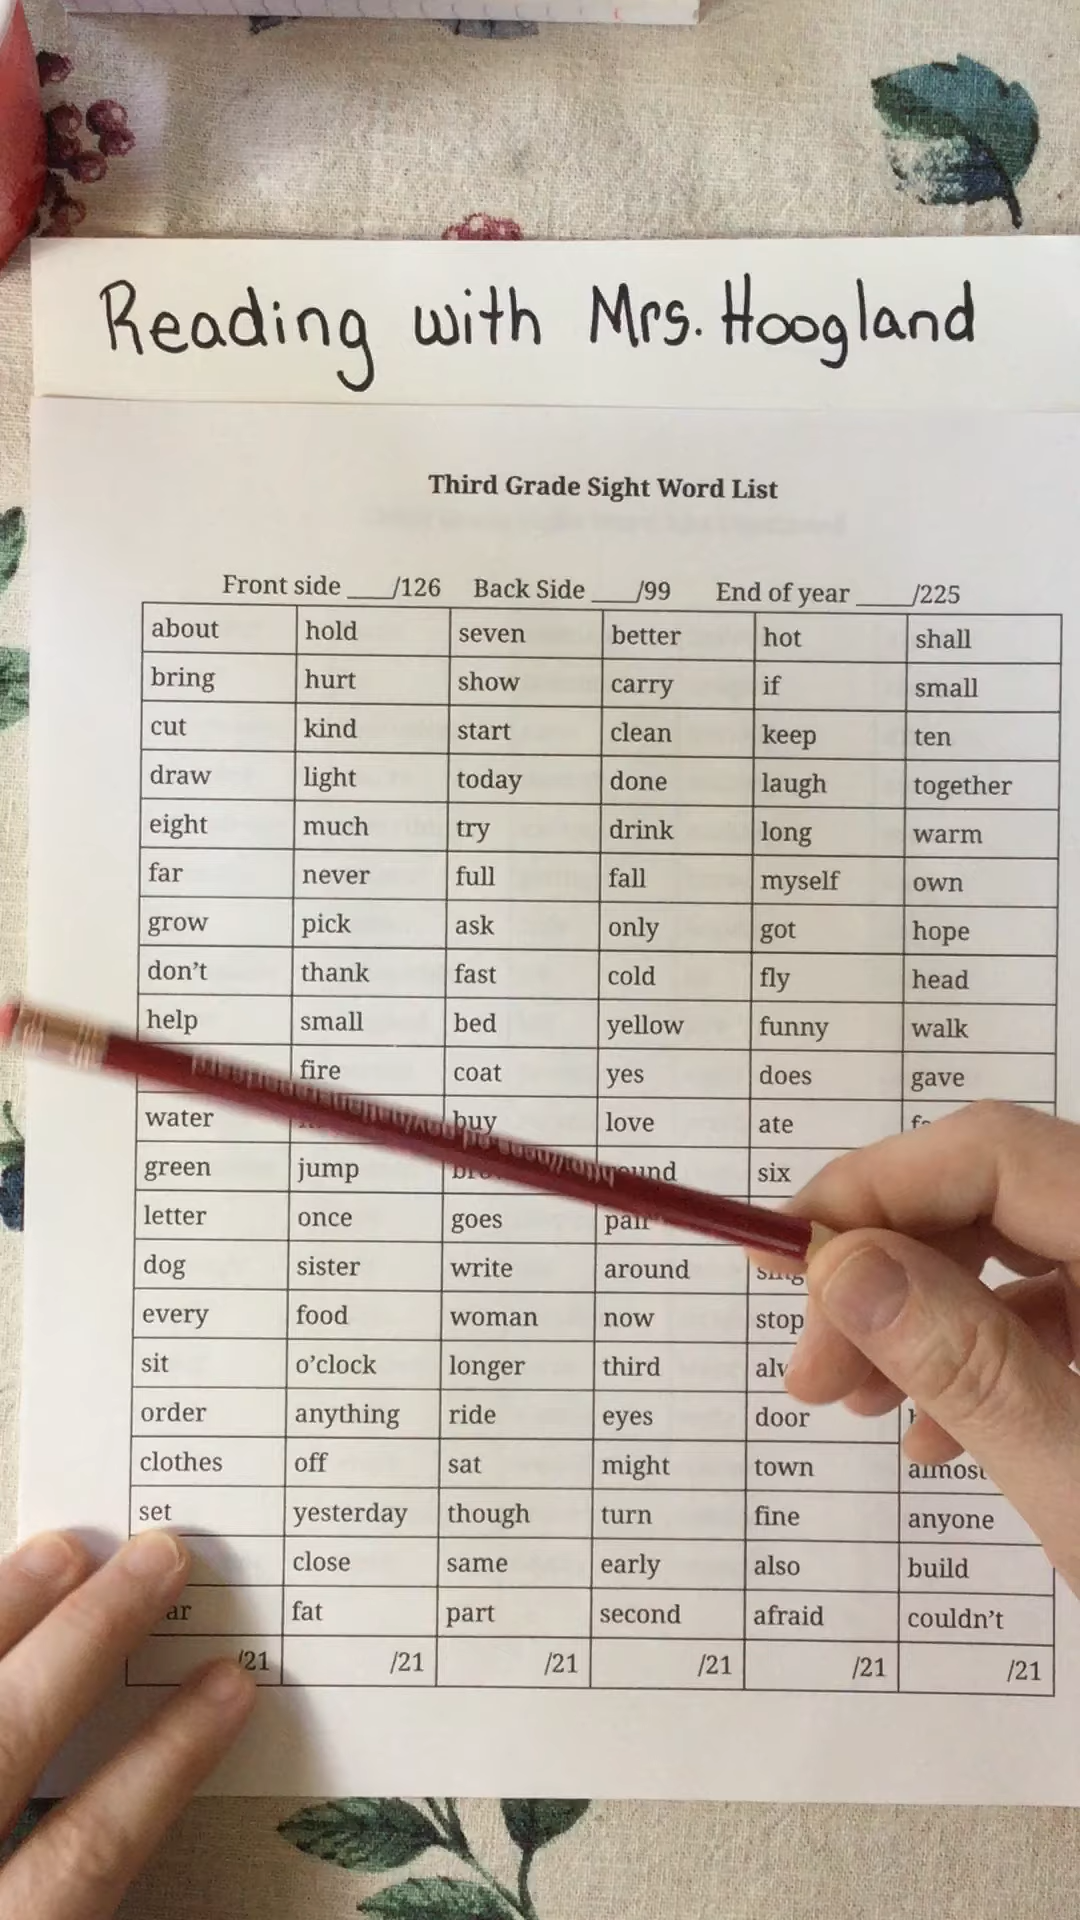 Reading with Mrs. Hoogland
Third Grade Sight Word List
Front side ____/126 Back Side ____/99 End of year ____/225
about hold seven better hot shall
bring hurt show carry if small
cut kind start clean keep ten
draw light today done laugh together
eight much try drink long warm
far never full fall myself own
grow pick ask only got hope
don't thank fast cold fly head
help small bed yellow funny walk
fire coat yes does gave
water buy love ate
green jump six
letter once goes
dog sister write around
every food woman now stop
sit o'clock longer third
order anything ride eyes door
clothes off sat might town almost
set yesterday though turn fine anyone
close same early also build
fat part second afraid couldn't
/21 /21 /21 /21 /21 /21